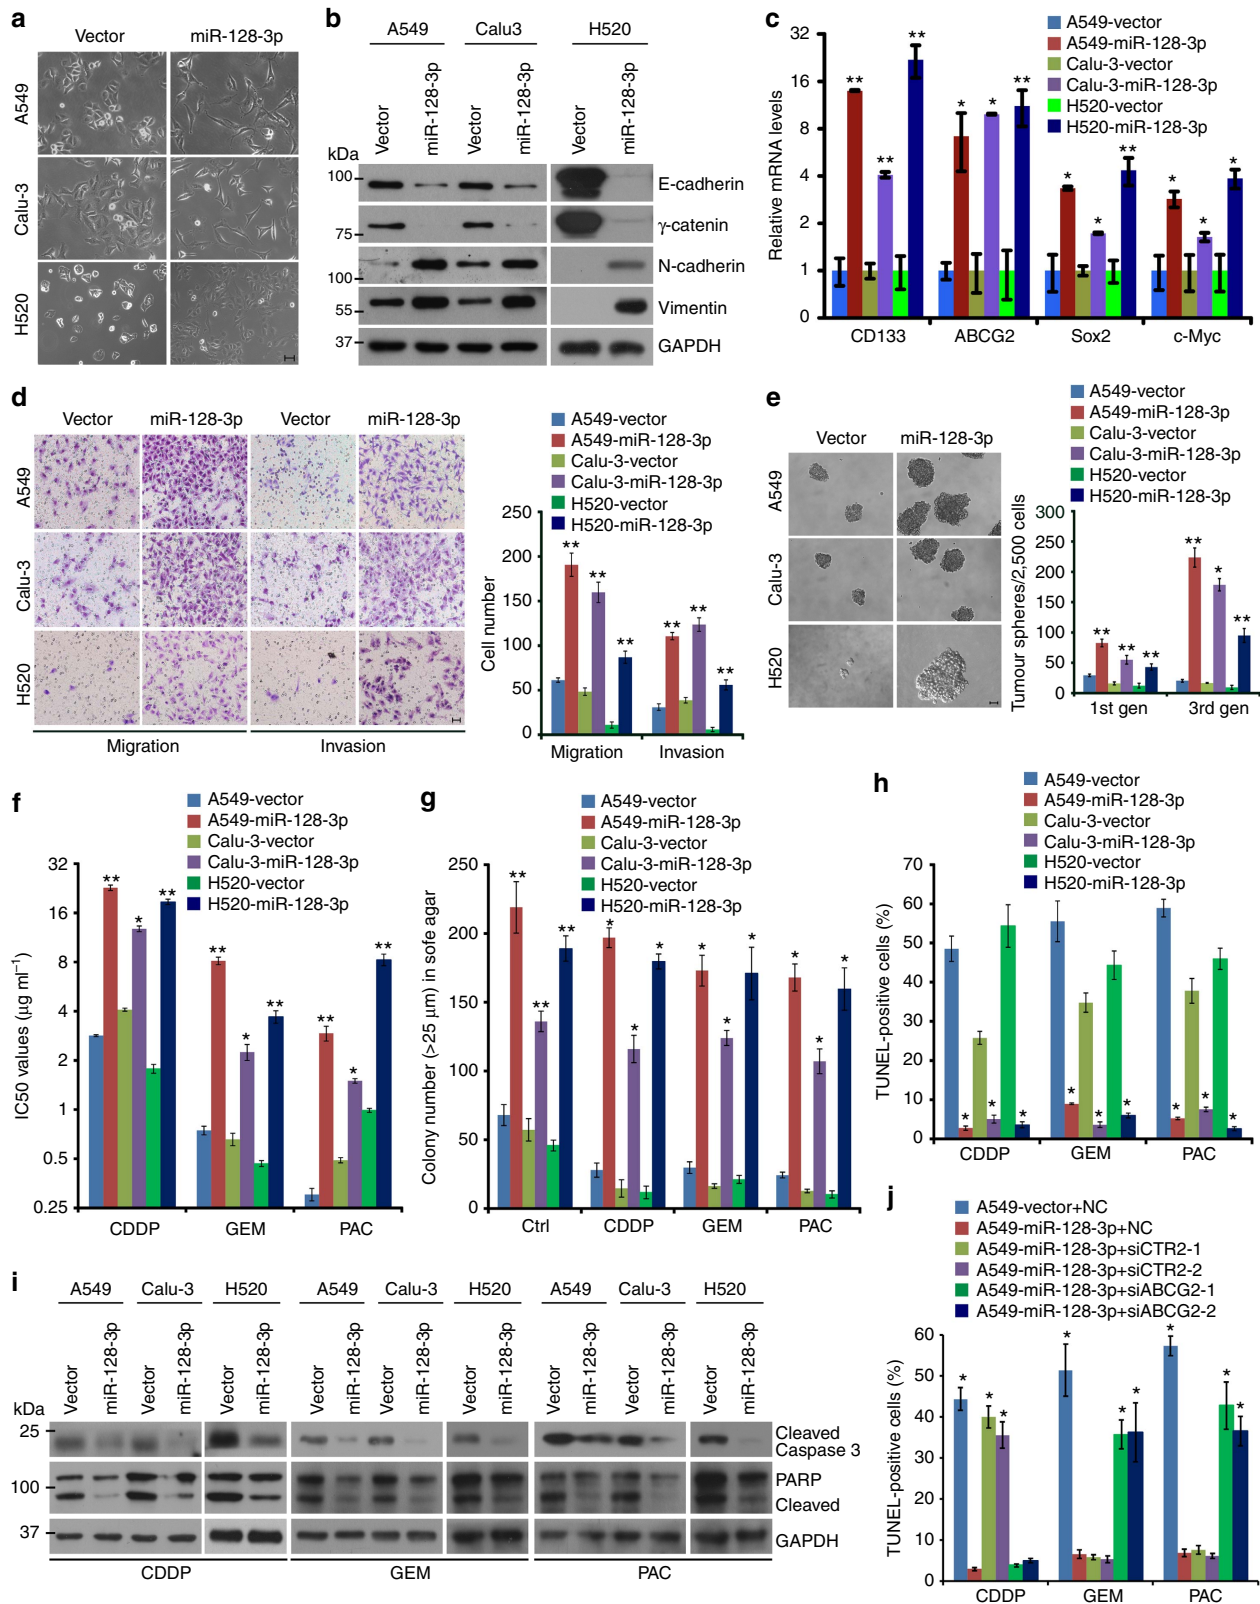 a
Vector
miR-128-3p
A549
Calu-3
H520
b
A549
Calu3
H520
Vector
miR-128-3p
Vector
miR-128-3p
Vector
miR-128-3p
kDa
100
75
100
55
37
E-cadherin
γ-catenin
N-cadherin
Vimentin
GAPDH
c
A549-vector
A549-miR-128-3p
Calu-3-vector
Calu-3-miR-128-3p
H520-vector
H520-miR-128-3p
Relative mRNA levels
32
16
8
4
2
1
0
** ** **
* * **
* * **
* * *
CD133
ABCG2
Sox2
c-Myc
d
Vector
miR-128-3p
Vector
miR-128-3p
A549
Calu-3
H520
Migration
Invasion
A549-vector
A549-miR-128-3p
Calu-3-vector
Calu-3-miR-128-3p
H520-vector
H520-miR-128-3p
Cell number
250
200
150
100
50
0
** ** **
** ** **
Migration
Invasion
e
Vector
miR-128-3p
A549
Calu-3
H520
A549-vector
A549-miR-128-3p
Calu-3-vector
Calu-3-miR-128-3p
H520-vector
H520-miR-128-3p
Tumour spheres/2,500 cells
300
250
200
150
100
50
0
** ** **
** * **
1st gen
3rd gen
f
A549-vector
A549-miR-128-3p
Calu-3-vector
Calu-3-miR-128-3p
H520-vector
H520-miR-128-3p
IC50 values (μg ml⁻¹)
32
16
8
4
2
1
0.5
0.25
** * **
** * **
** * **
CDDP
GEM
PAC
g
A549-vector
A549-miR-128-3p
Calu-3-vector
Calu-3-miR-128-3p
H520-vector
H520-miR-128-3p
Colony number (>25 μm) in sofe agar
250
200
150
100
50
0
** ** **
* * *
* * *
* * *
Ctrl
CDDP
GEM
PAC
h
A549-vector
A549-miR-128-3p
Calu-3-vector
Calu-3-miR-128-3p
H520-vector
H520-miR-128-3p
TUNEL-positive cells (%)
70
60
50
40
30
20
10
0
* * *
* * *
* * *
CDDP
GEM
PAC
i
A549
Calu-3
H520
A549
Calu-3
H520
A549
Calu-3
H520
Vector
miR-128-3p
Vector
miR-128-3p
Vector
miR-128-3p
Vector
miR-128-3p
Vector
miR-128-3p
Vector
miR-128-3p
Vector
miR-128-3p
Vector
miR-128-3p
Vector
miR-128-3p
kDa
25
100
37
Cleaved
Caspase 3
PARP
Cleaved
GAPDH
CDDP
GEM
PAC
j
A549-vector+NC
A549-miR-128-3p+NC
A549-miR-128-3p+siCTR2-1
A549-miR-128-3p+siCTR2-2
A549-miR-128-3p+siABCG2-1
A549-miR-128-3p+siABCG2-2
TUNEL-positive cells (%)
60
50
40
30
20
10
0
* * *
* * *
* * *
CDDP
GEM
PAC